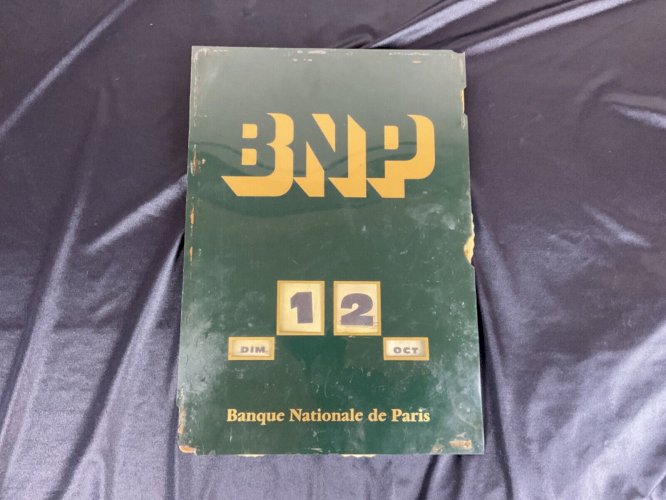 BNP
1 2
DIM. OCT
Banque Nationale de Paris